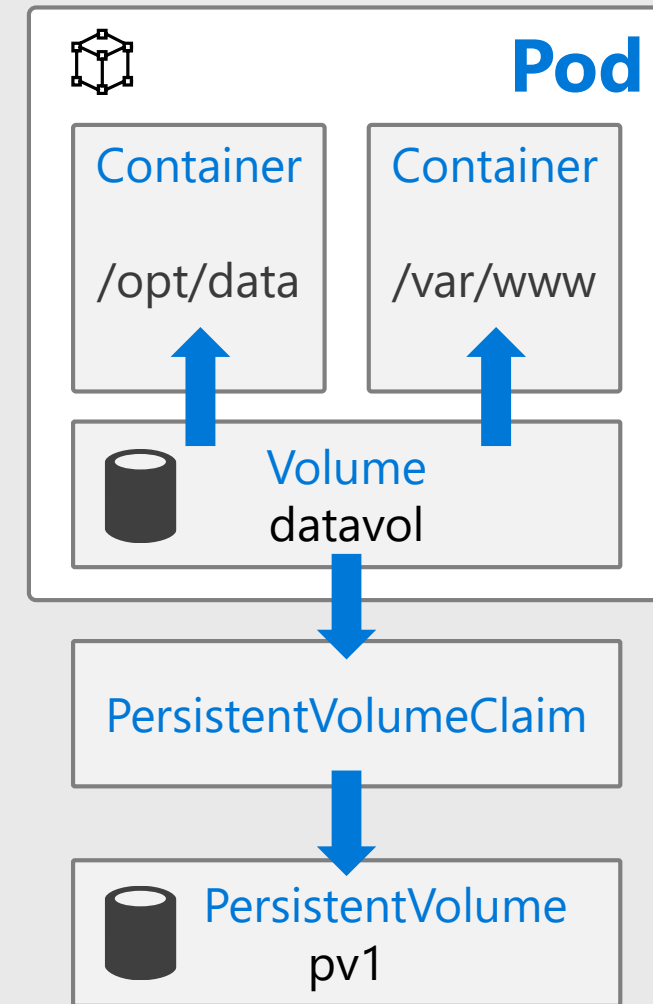 Pod
Container
/opt/data
Container
/var/www
Volume
datavol
PersistentVolumeClaim
PersistentVolume
pv1